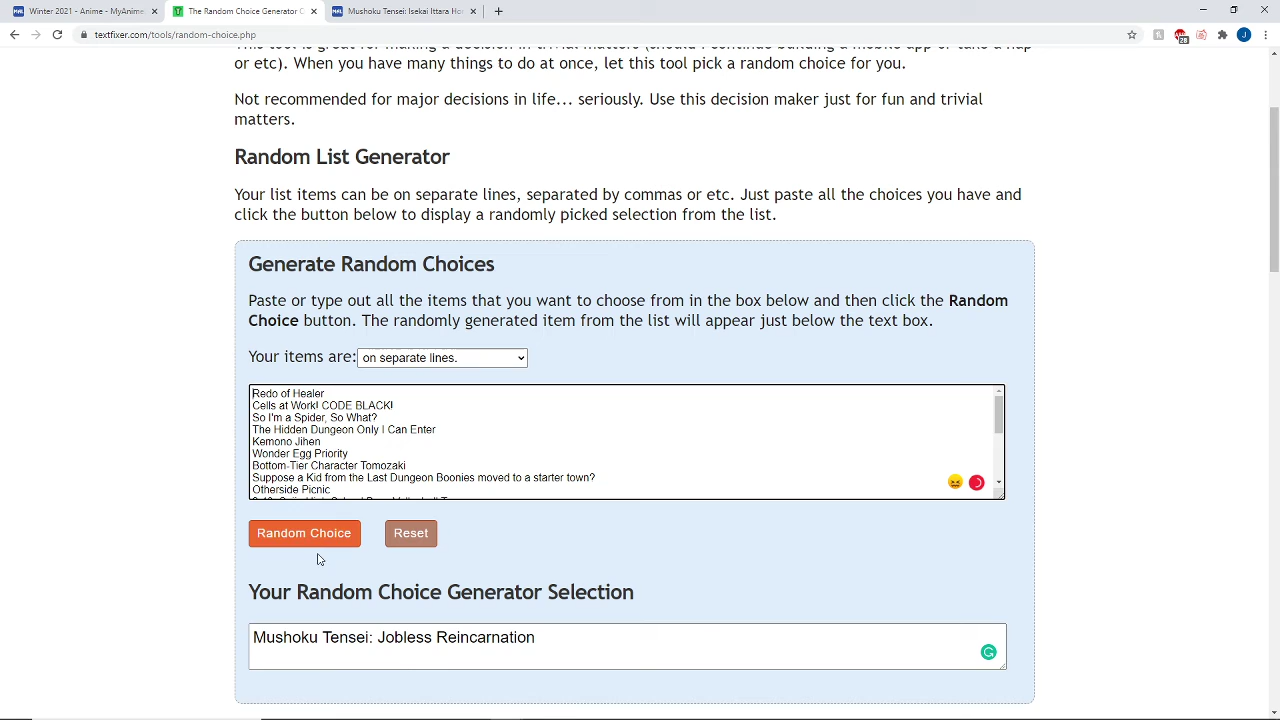 Winter 2021 - Anime - MyAnime
The Random Choice Generator C
Mushoku Tensei: Isekai Ittara Ho
textfixer.com/tools/random-choice.php
28
J
or etc). When you have many things to do at once, let this tool pick a random choice for you.
Not recommended for major decisions in life... seriously. Use this decision maker just for fun and trivial
matters.
Random List Generator
Your list items can be on separate lines, separated by commas or etc. Just paste all the choices you have and
click the button below to display a randomly picked selection from the list.
Generate Random Choices
Paste or type out all the items that you want to choose from in the box below and then click the Random
Choice button. The randomly generated item from the list will appear just below the text box.
Your items are: on separate lines.
Redo of Healer
Cells at Work! CODE BLACK!
So I'm a Spider, So What?
The Hidden Dungeon Only I Can Enter
Kemono Jihen
Wonder Egg Priority
Bottom-Tier Character Tomozaki
Suppose a Kid from the Last Dungeon Boonies moved to a starter town?
Otherside Picnic
Random Choice
Reset
Your Random Choice Generator Selection
Mushoku Tensei: Jobless Reincarnation